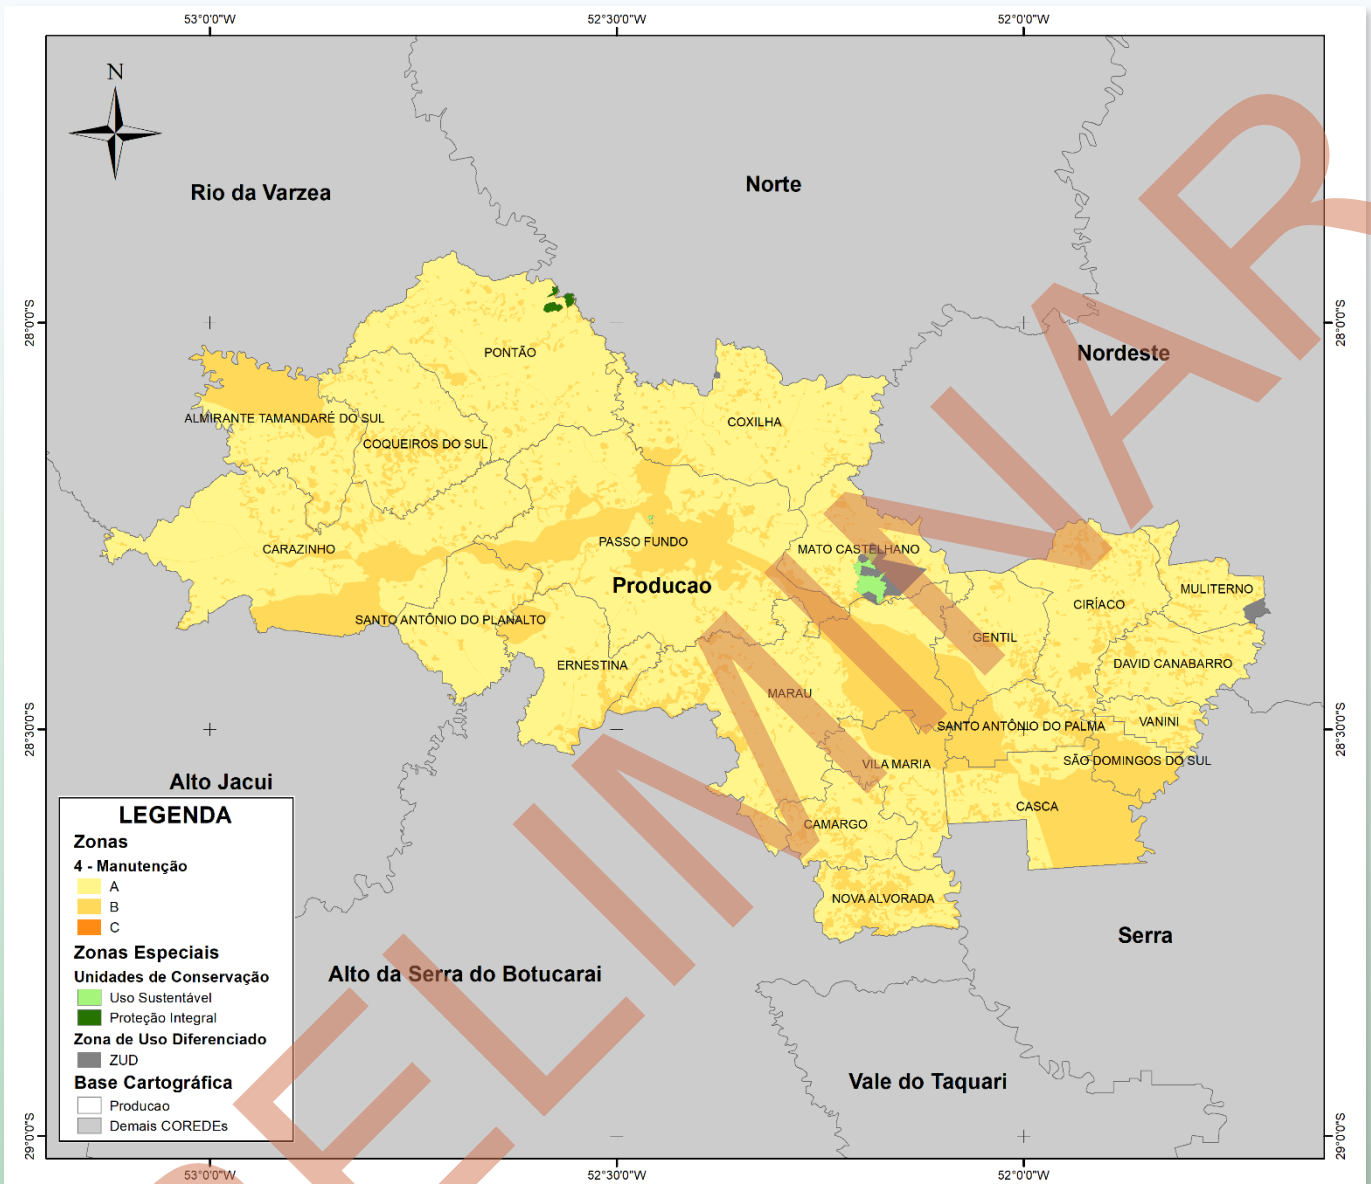 53°0'0"W
52°30'0"W
52°0'0"W
N
Rio da Varzea
Norte
28°0'0"S
28°0'0"S
Nordeste
PONTÃO
ALMIRANTE TAMANDARÉ DO SUL
COQUEIROS DO SUL
COXILHA
CARAZINHO
PASSO FUNDO
MATO CASTELHANO
Producao
MULITERNO
CIRÍACO
SANTO ANTÔNIO DO PLANALTO
GENTIL
ERNESTINA
DAVID CANABARRO
MARAU
SANTO ANTÔNIO DO PALMA
VANINI
28°30'0"S
28°30'0"S
VILA MARIA
SÃO DOMINGOS DO SUL
Alto Jacui
CASCA
CAMARGO
NOVA ALVORADA
Serra
Alto da Serra do Botucarai
Vale do Taquari
LEGENDA
Zonas
4 - Manutenção
A
B
C
Zonas Especiais
Unidades de Conservação
Uso Sustentável
Proteção Integral
Zona de Uso Diferenciado
ZUD
Base Cartográfica
Producao
Demais COREDEs
29°0'0"S
29°0'0"S
53°0'0"W
52°30'0"W
52°0'0"W
RELIMINAR